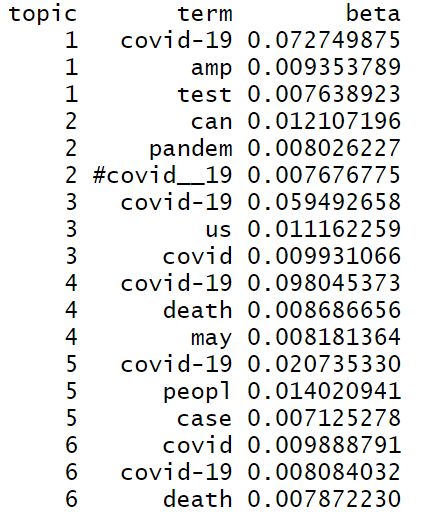 topic term beta
1 covid-19 0.072749875
1 amp 0.009353789
1 test 0.007638923
2 can 0.012107196
2 pandem 0.008026227
2 #covid__19 0.007676775
3 covid-19 0.059492658
3 us 0.011162259
3 covid 0.009931066
4 covid-19 0.098045373
4 death 0.008686656
4 may 0.008181364
5 covid-19 0.020735330
5 peopl 0.014020941
5 case 0.007125278
6 covid 0.009888791
6 covid-19 0.008084032
6 death 0.007872230